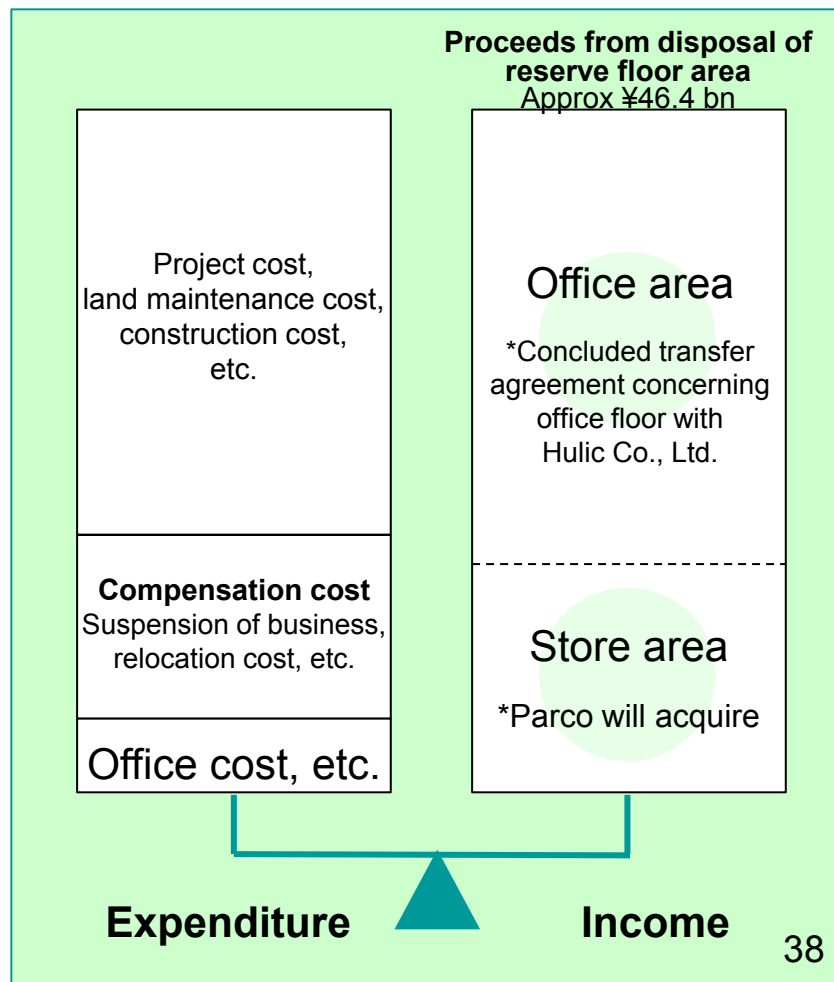 Proceeds from disposal of
reserve floor area
Approx ¥46.4 bn
Project cost,
land maintenance cost,
construction cost,
etc.
Compensation cost
Suspension of business,
relocation cost, etc.
Office cost, etc.
Office area
*Concluded transfer
agreement concerning
office floor with
Hulic Co., Ltd.
Store area
*Parco will acquire
Expenditure
Income
38